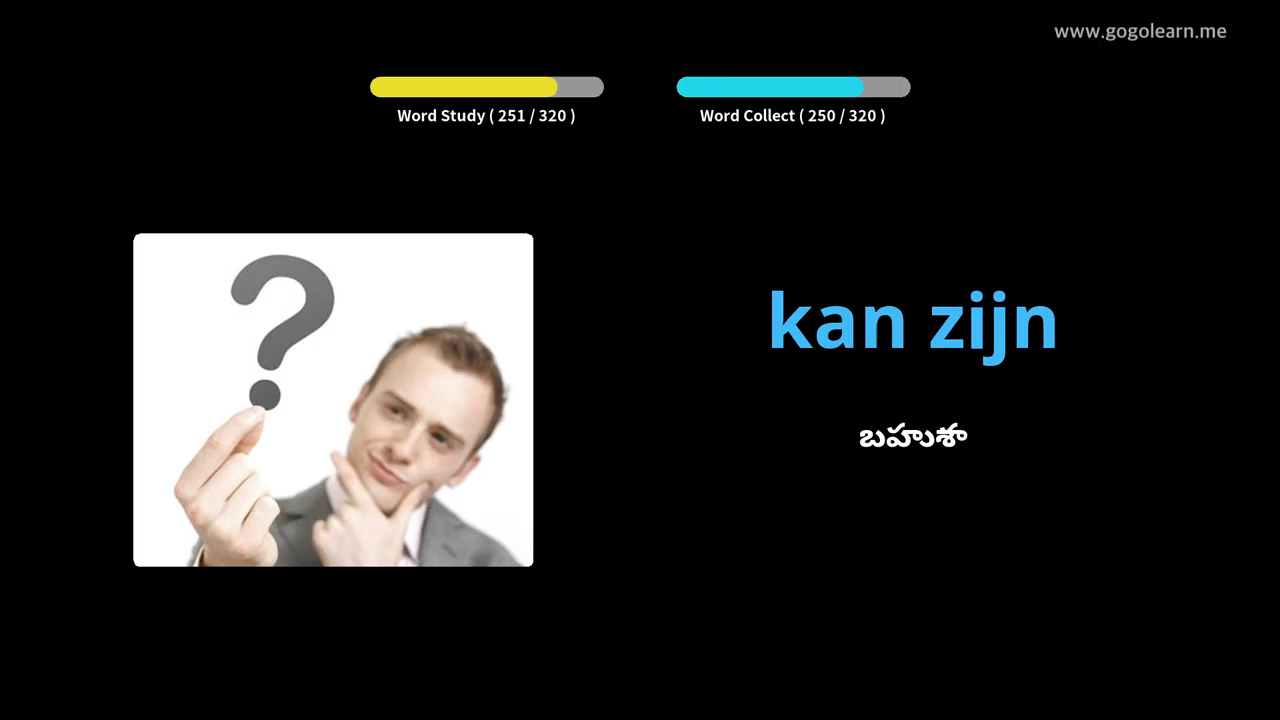 www.gogolearn.me
Word Study ( 251 / 320 )
Word Collect ( 250 / 320 )
kan zijn
బహుశా